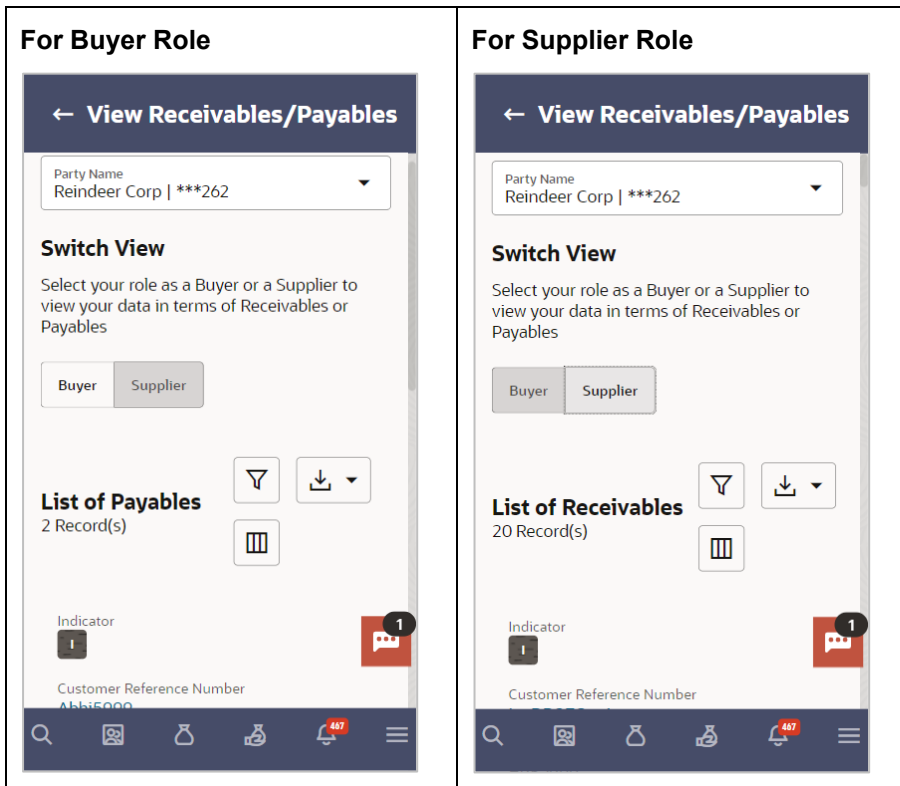 For Buyer Role
← View Receivables/Payables
Party Name
Reindeer Corp | ***262
Switch View
Select your role as a Buyer or a Supplier to
view your data in terms of Receivables or
Payables
Buyer Supplier
List of Payables
2 Record(s)
Indicator
I
1
Customer Reference Number
467
For Supplier Role
← View Receivables/Payables
Party Name
Reindeer Corp | ***262
Switch View
Select your role as a Buyer or a Supplier to
view your data in terms of Receivables or
Payables
Buyer Supplier
List of Receivables
20 Record(s)
Indicator
I
1
Customer Reference Number
467